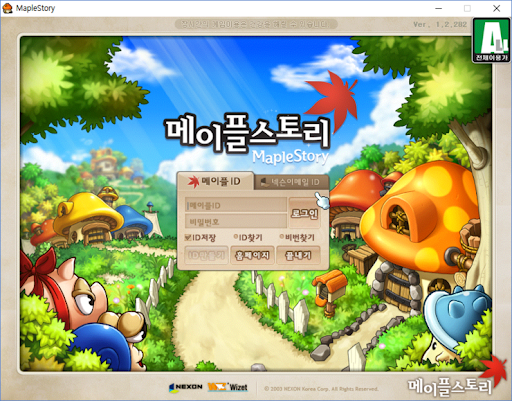 MapleStory
Ver. 1.2.202
A
전체이용가
메이플스토리
MapleStory
메이플 ID
넥슨이메일 ID
메이플ID
로그인
비밀번호
ID저장
ID찾기
비번찾기
홈페이지
끝내기
NEXON
Wizet
© 2003 NEXON Korea Corp. All Rights Reserved.
메이플스토리